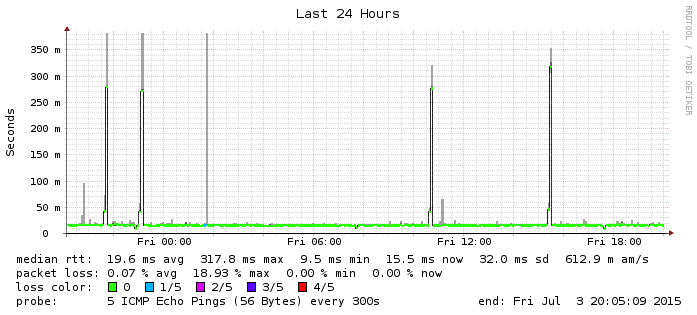 Last 24 Hours
RRDTOOL / TOBI OETIKER
Seconds
350 m
300 m
250 m
200 m
150 m
100 m
50 m
0
Fri 00:00 Fri 06:00 Fri 12:00 Fri 18:00
median rtt: 19.6 ms avg 317.8 ms max 9.5 ms min 15.5 ms now 32.0 ms sd 612.9 m am/s
packet loss: 0.07 % avg 18.93 % max 0.00 % min 0.00 % now
loss color: 0 1/5 2/5 3/5 4/5
probe: 5 ICMP Echo Pings (56 Bytes) every 300s end: Fri Jul 3 20:05:09 2015